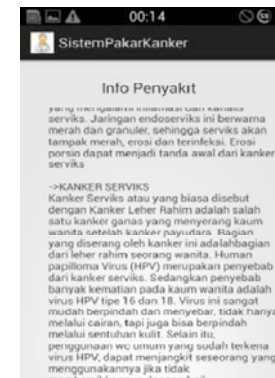 00:14
SistemPakarKanker
Info Penyakit
yang mengalami dari
serviks. Jaringan endoserviks ini berwarna
merah dan granuler, sehingga serviks akan
tampak merah, erosi dan terinfeksi. Erosi
porsio dapat menjadi tanda awal dari kanker
serviks
->KANKER SERVIKS
Kanker Serviks atau yang biasa disebut
dengan Kanker Leher Rahim adalah salah
satu kanker ganas yang menyerang kaum
wanita setelah kanker payudara. Bagian
yang diserang oleh kanker ini adalahbagian
dari leher rahim seorang wanita. Human
papilloma Virus (HPV) merupakan penyebab
dari kanker serviks. Sedangkan penyebab
banyak kematian pada kaum wanita adalah
virus HPV tipe 16 dan 18. Virus ini sangat
mudah berpindah dan menyebar, tidak hanya
melalui cairan, tapi juga bisa berpindah
melalui sentuhan kulit. Selain itu,
penggunaan wc umum yang sudah terkena
virus HPV, dapat menjangkit seseorang yang
menggunakannya jika tidak